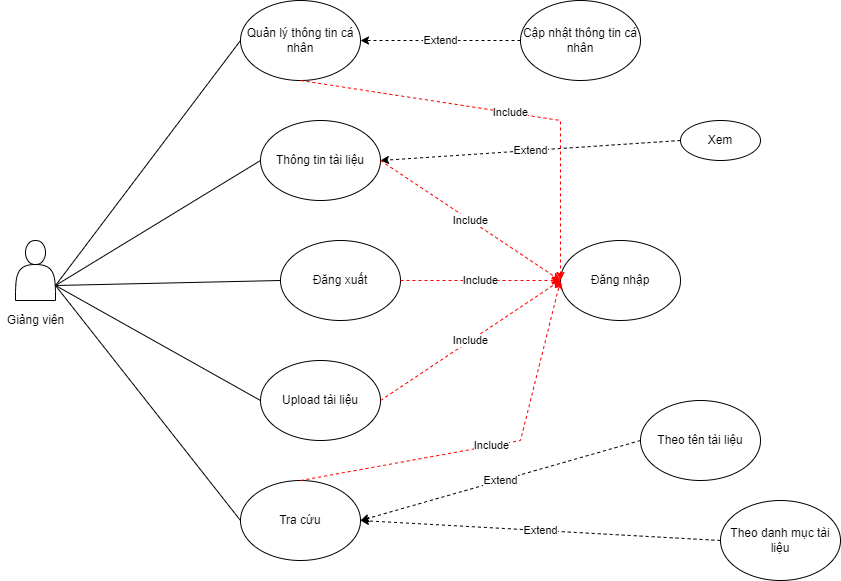 Quản lý thông tin cá
nhân
Extend
Cập nhật thông tin cá
nhân
Include
Thông tin tài liệu
Extend
Xem
Include
Giảng viên
Đăng xuất
Include
Đăng nhập
Include
Upload tài liệu
Include
Theo tên tài liệu
Extend
Tra cứu
Extend
Theo danh mục tài
liệu